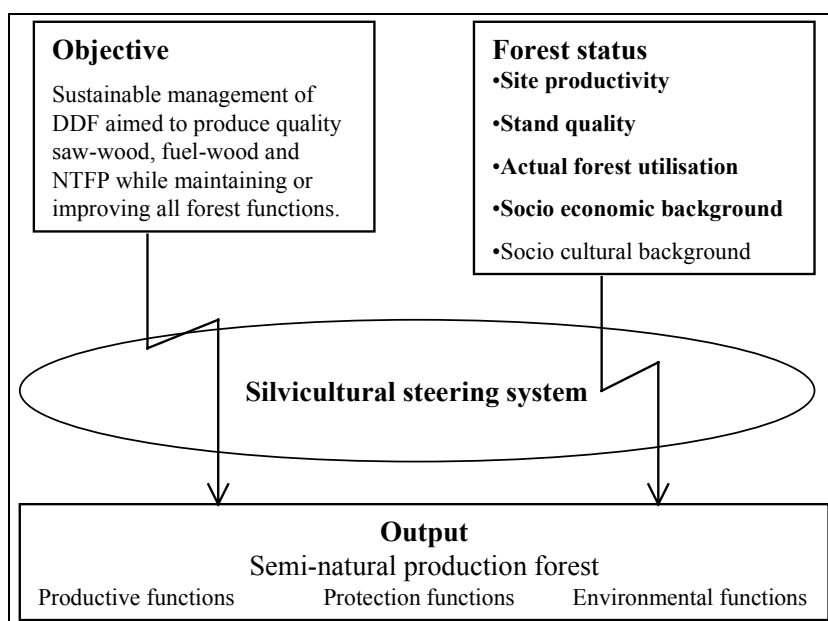 Objective
Sustainable management of
DDF aimed to produce quality
saw-wood, fuel-wood and
NTFP while maintaining or
improving all forest functions.
Forest status
•Site productivity
•Stand quality
•Actual forest utilisation
•Socio economic background
•Socio cultural background
Silvicultural steering system
Output
Semi-natural production forest
Productive functions Protection functions Environmental functions